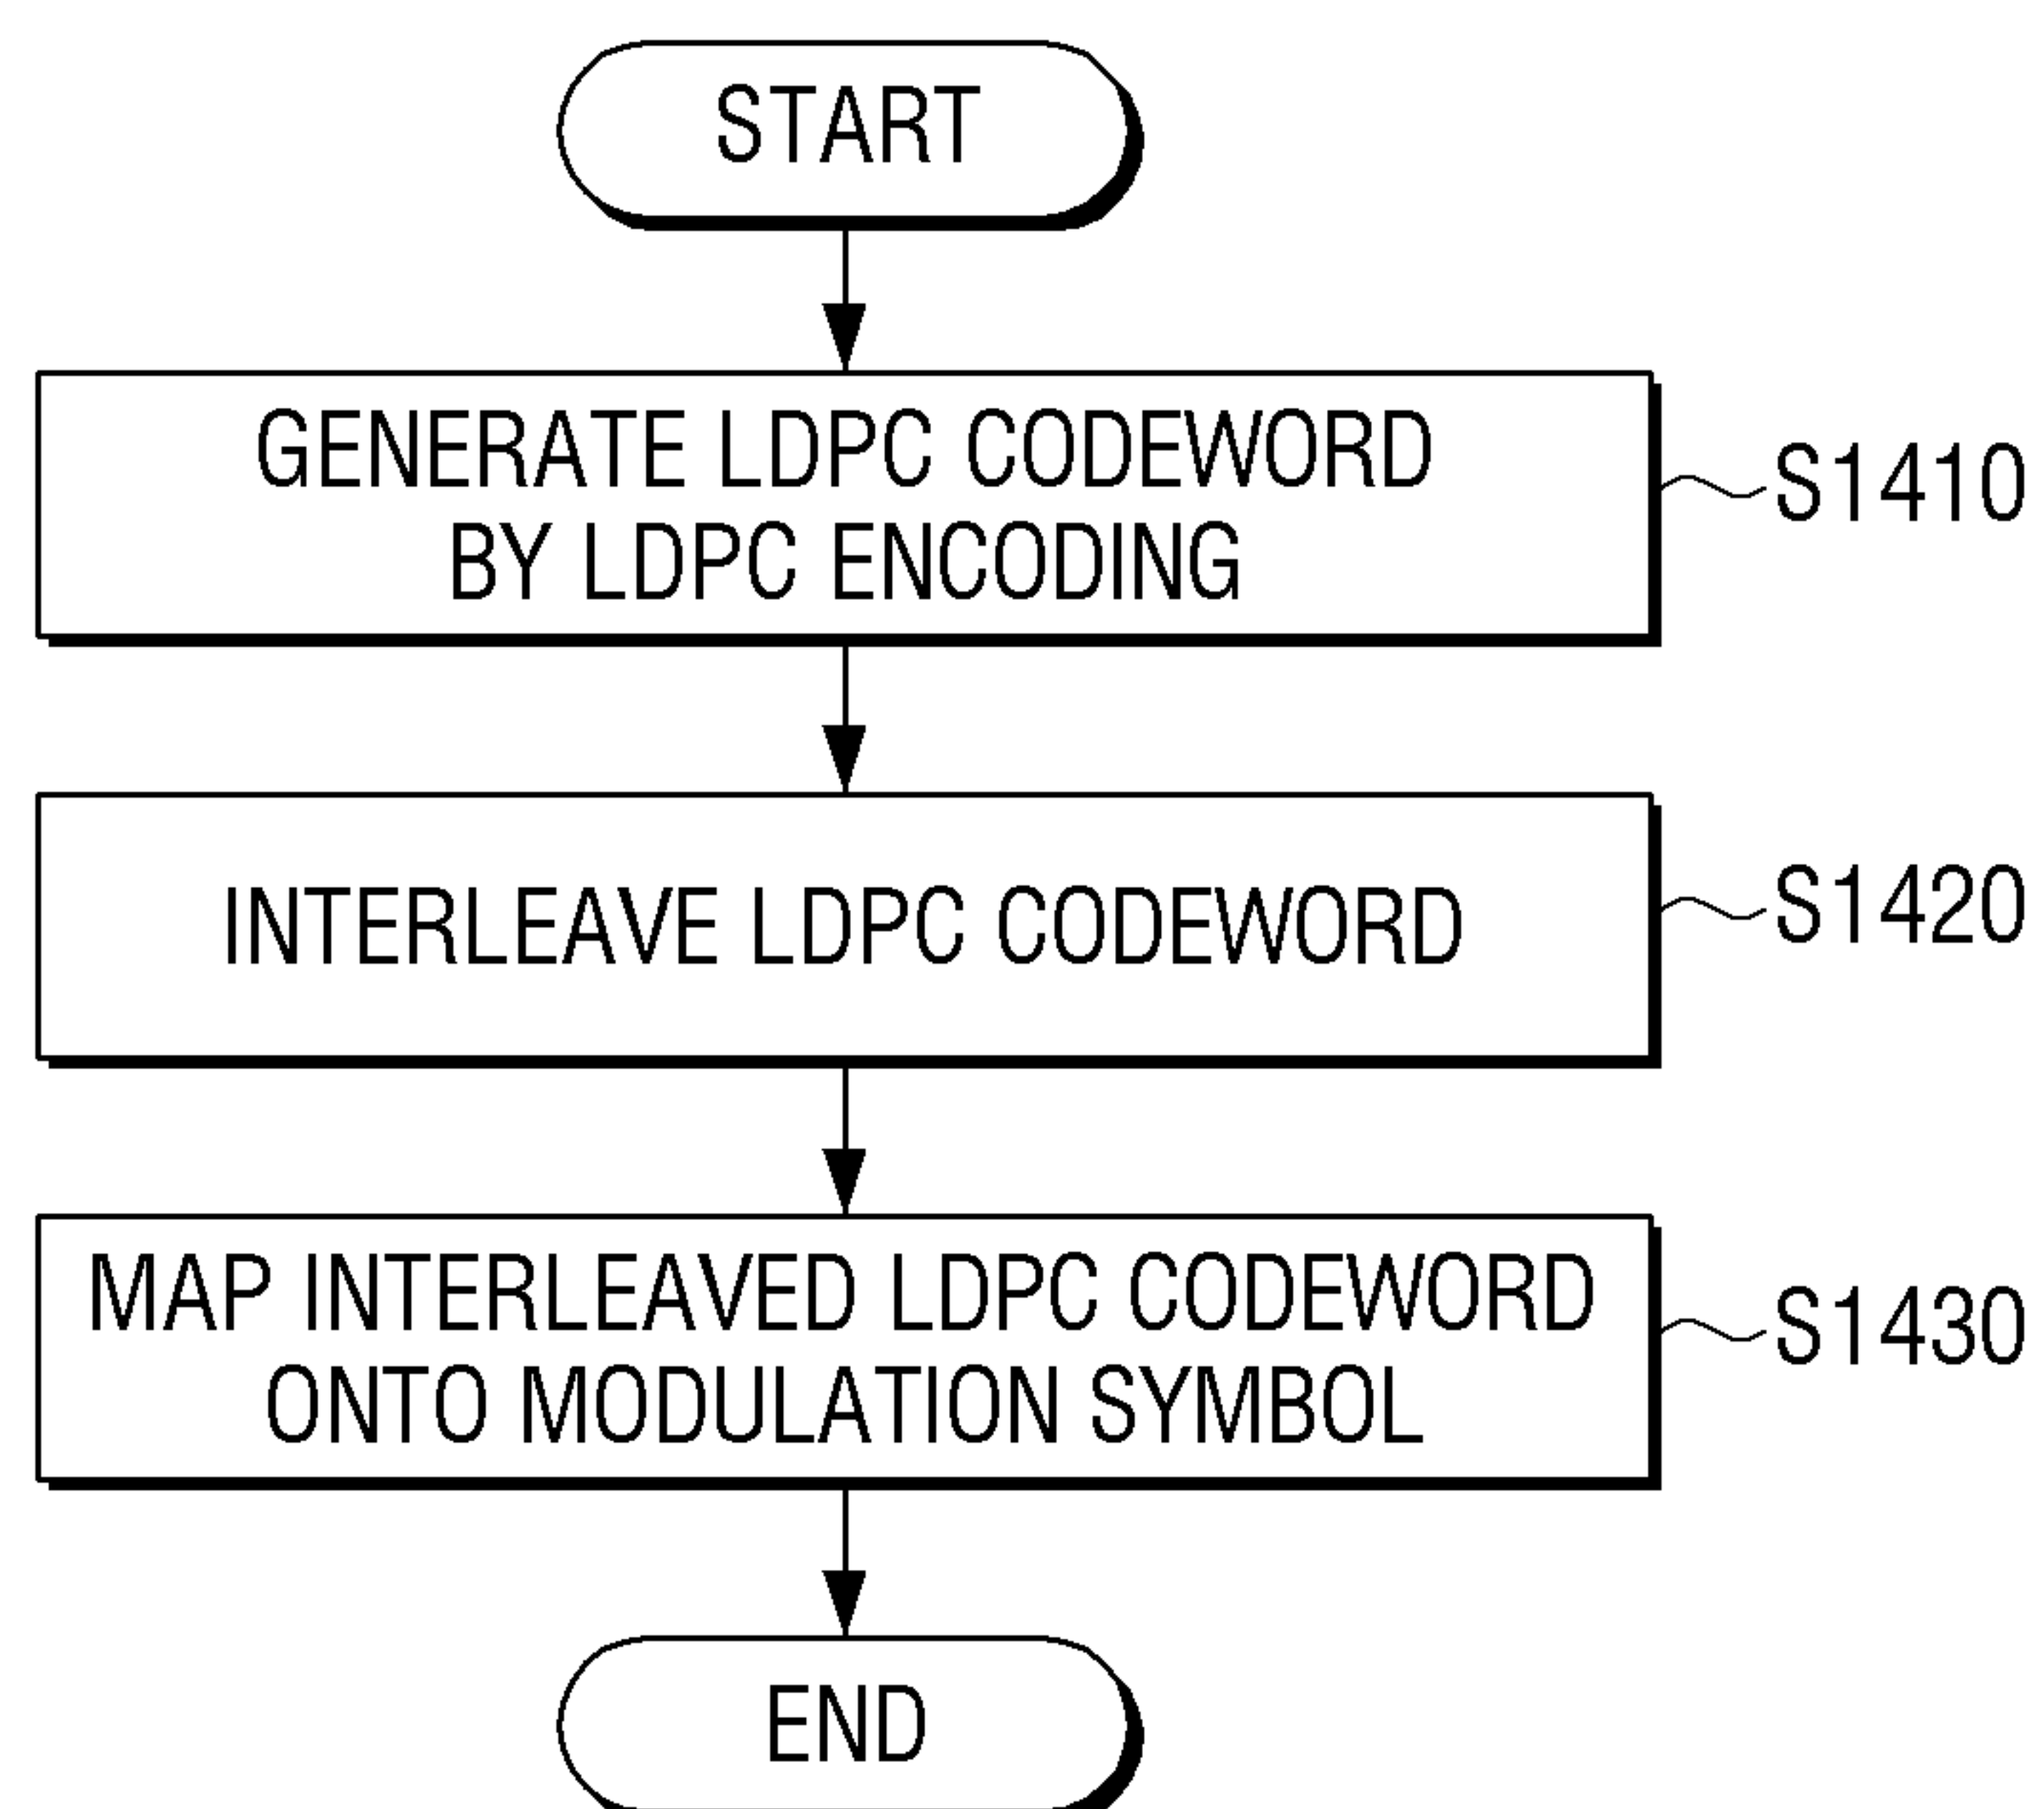 START
GENERATE LDPC CODEWORD
BY LDPC ENCODING
S1410
INTERLEAVE LDPC CODEWORD
S1420
MAP INTERLEAVED LDPC CODEWORD
ONTO MODULATION SYMBOL
S1430
END